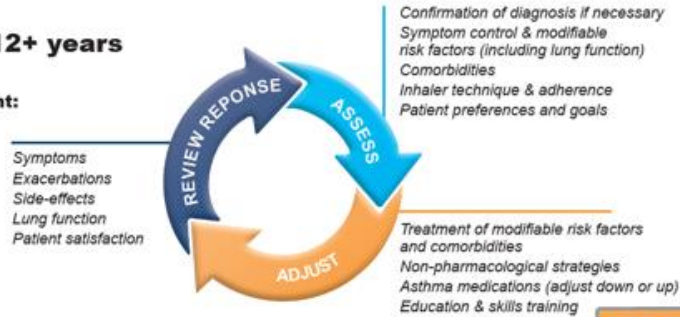 12+ years
nt:
Confirmation of diagnosis if necessary
Symptom control & modifiable
risk factors (including lung function)
Comorbidities
Inhaler technique & adherence
Patient preferences and goals
REVIEW REPONSE
ASSESS
ADJUST
Symptoms
Exacerbations
Side-effects
Lung function
Patient satisfaction
Treatment of modifiable risk factors
and comorbidities
Non-pharmacological strategies
Asthma medications (adjust down or up)
Education & skills training